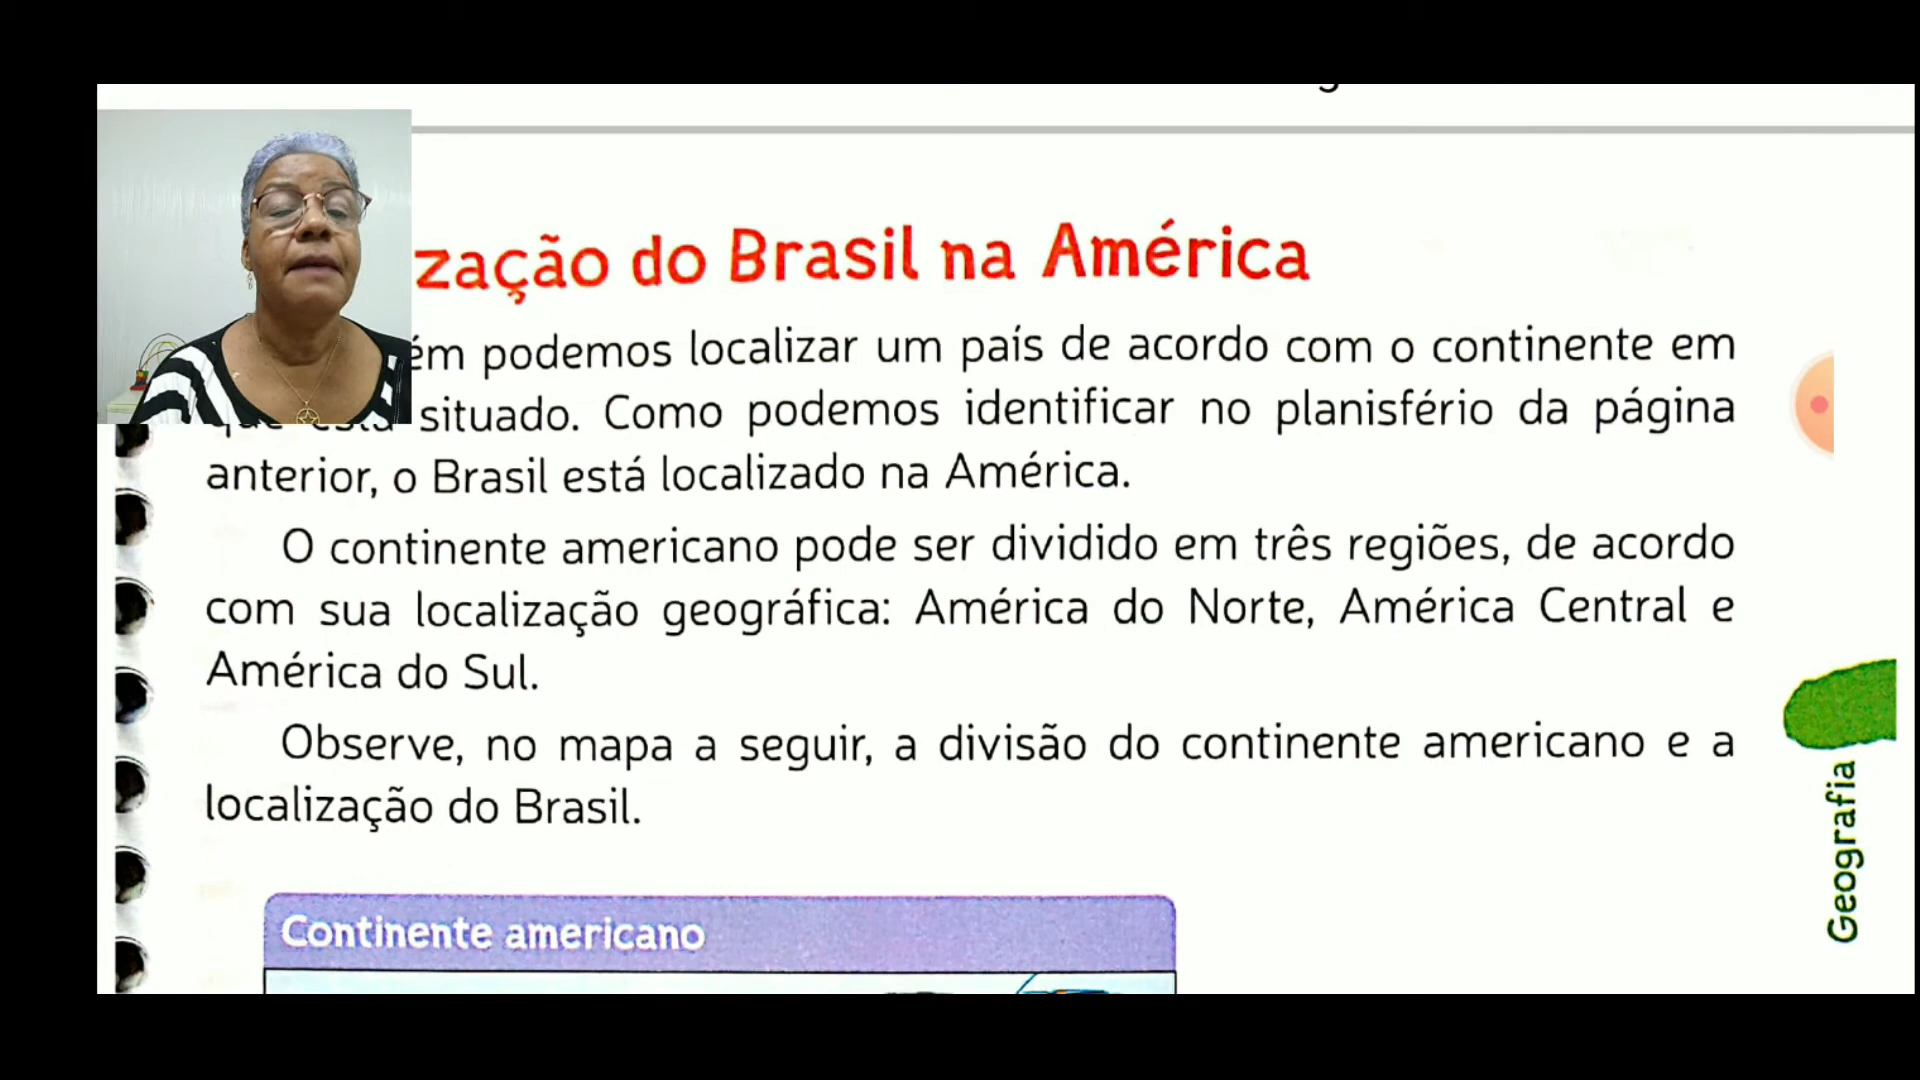 zação do Brasil na América
ém podemos localizar um país de acordo com o continente em
que está situado. Como podemos identificar no planisfério da página
anterior, o Brasil está localizado na América.
O continente americano pode ser dividido em três regiões, de acordo
com sua localização geográfica: América do Norte, América Central e
América do Sul.
Observe, no mapa a seguir, a divisão do continente americano e a
localização do Brasil.
Continente americano
Geografia